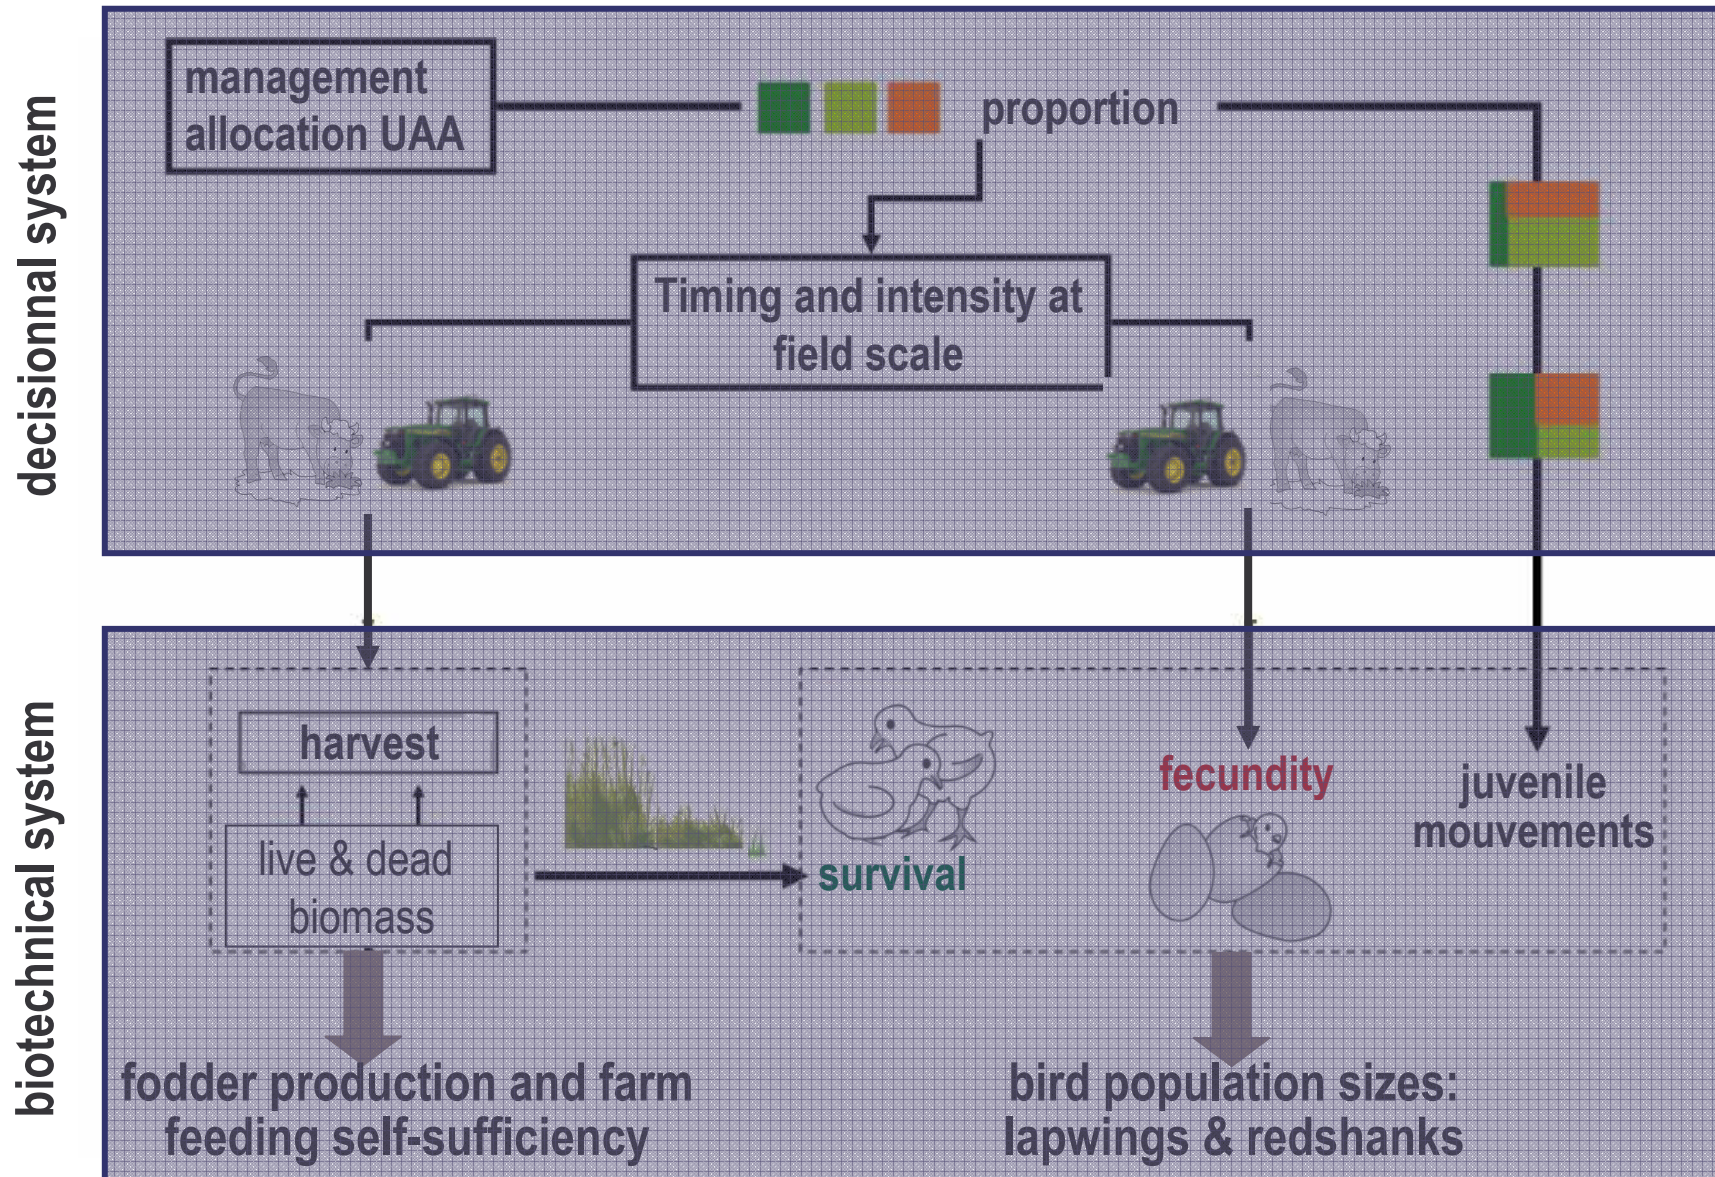 decisionnal system
management
allocation UAA
proportion
Timing and intensity at
field scale
biotechnical system
harvest
live & dead
biomass
survival
fecundity
juvenile
mouvements
fodder production and farm
feeding self-sufficiency
bird population sizes:
lapwings & redshanks